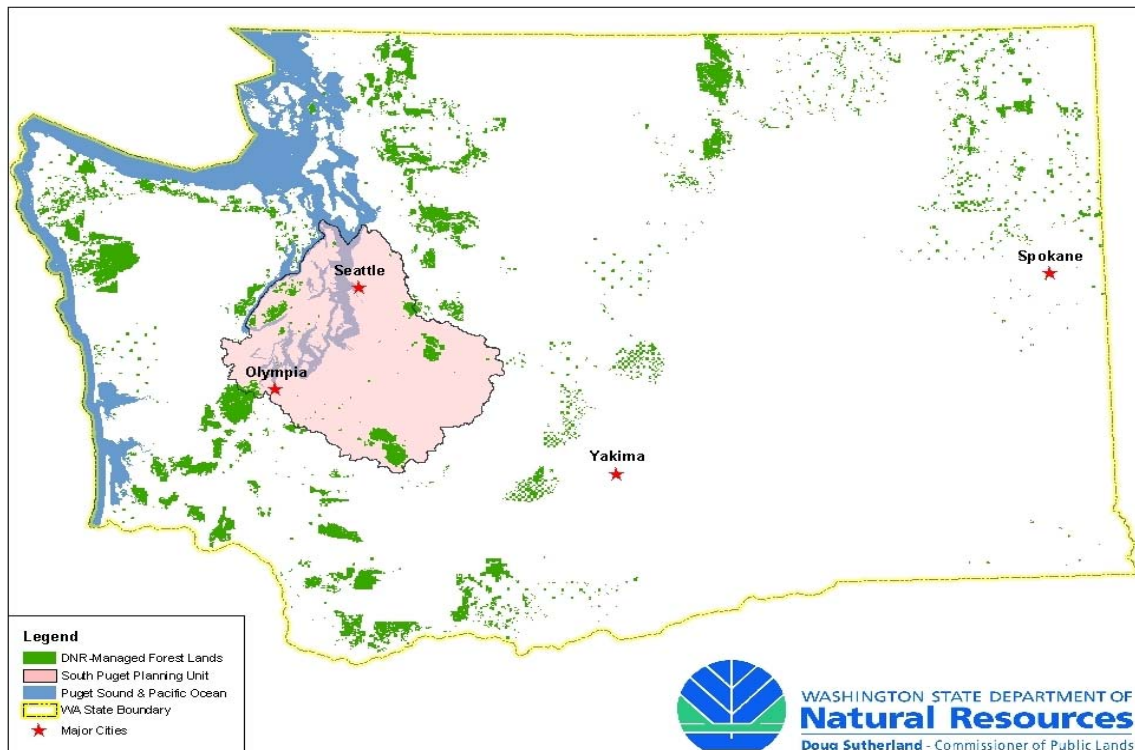 Seattle
Spokane
Olympia
Yakima
Legend
DNR-Managed Forest Lands
South Puget Planning Unit
Puget Sound & Pacific Ocean
WA State Boundary
Major Cities
WASHINGTON STATE DEPARTMENT OF
Natural Resources
Doug Sutherland - Commissioner of Public Lands